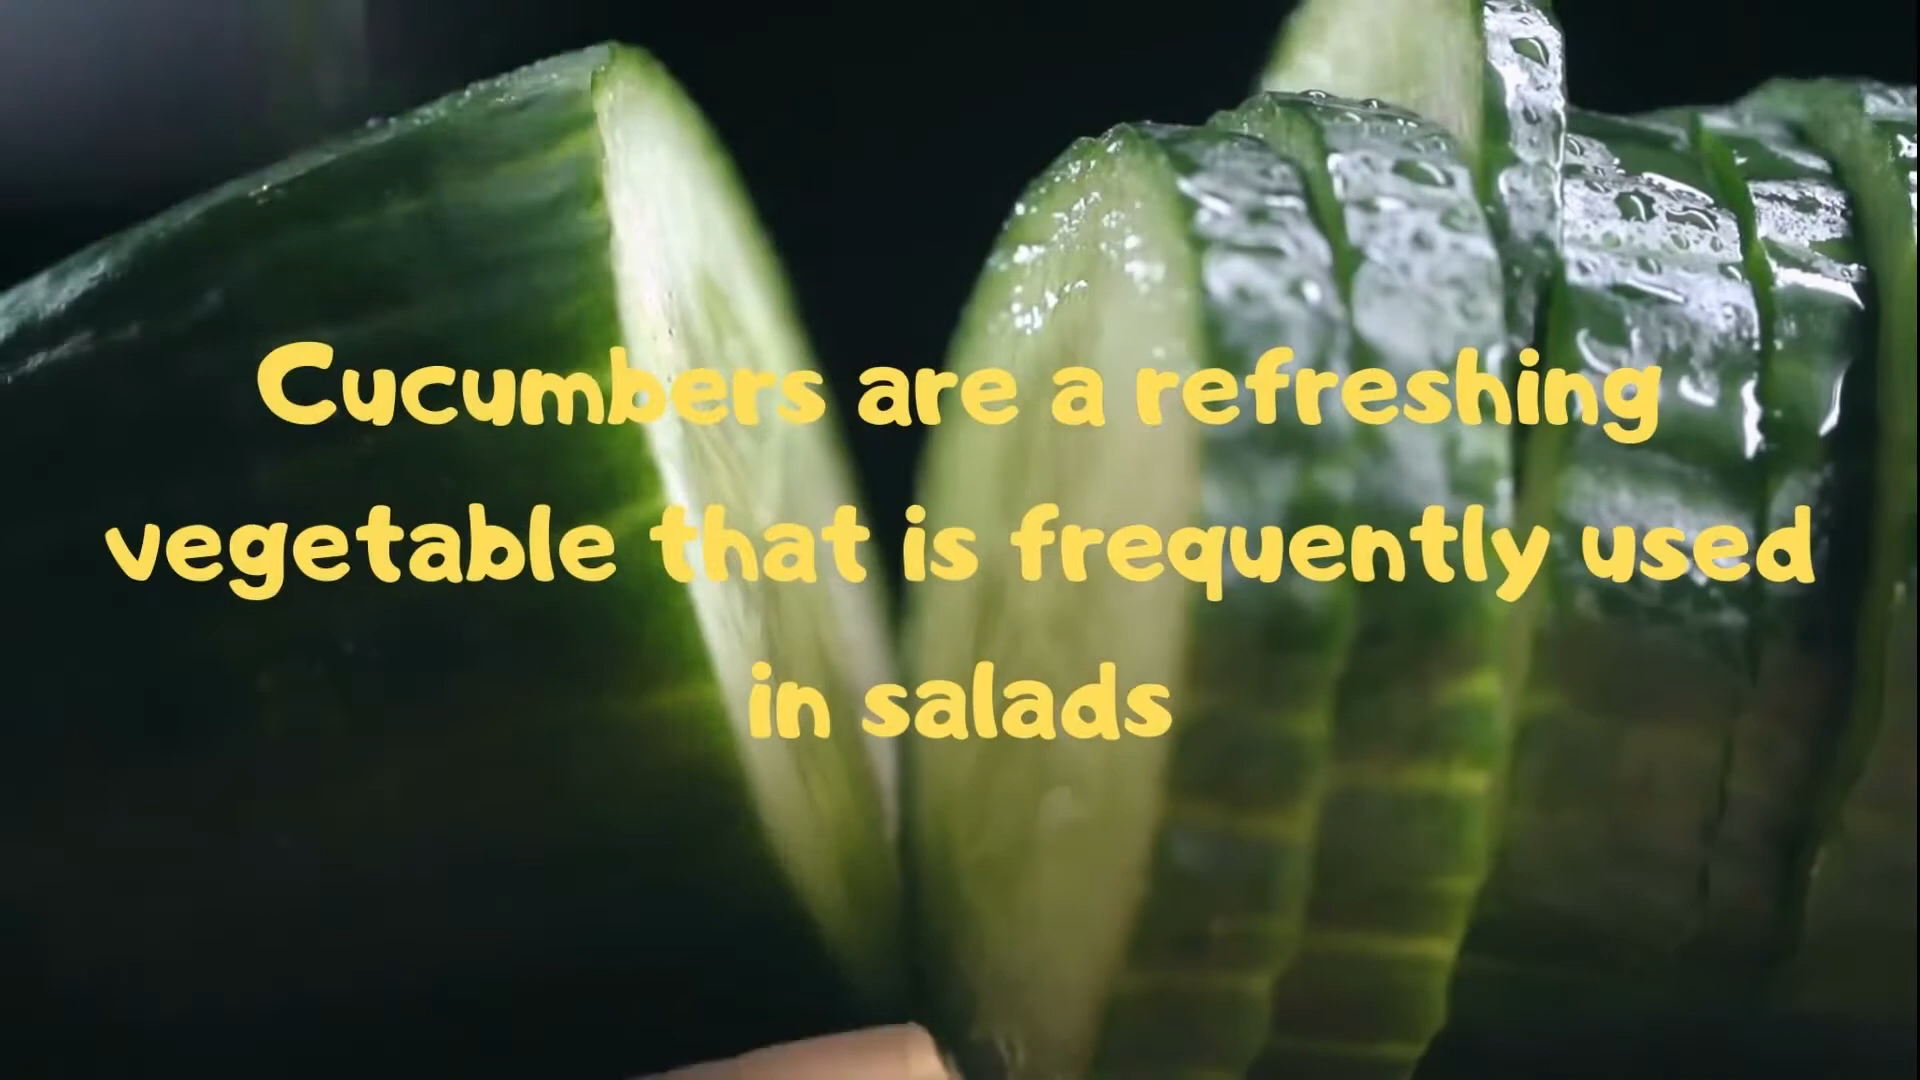 Cucumbers are a refreshing
vegetable that is frequently used
in salads